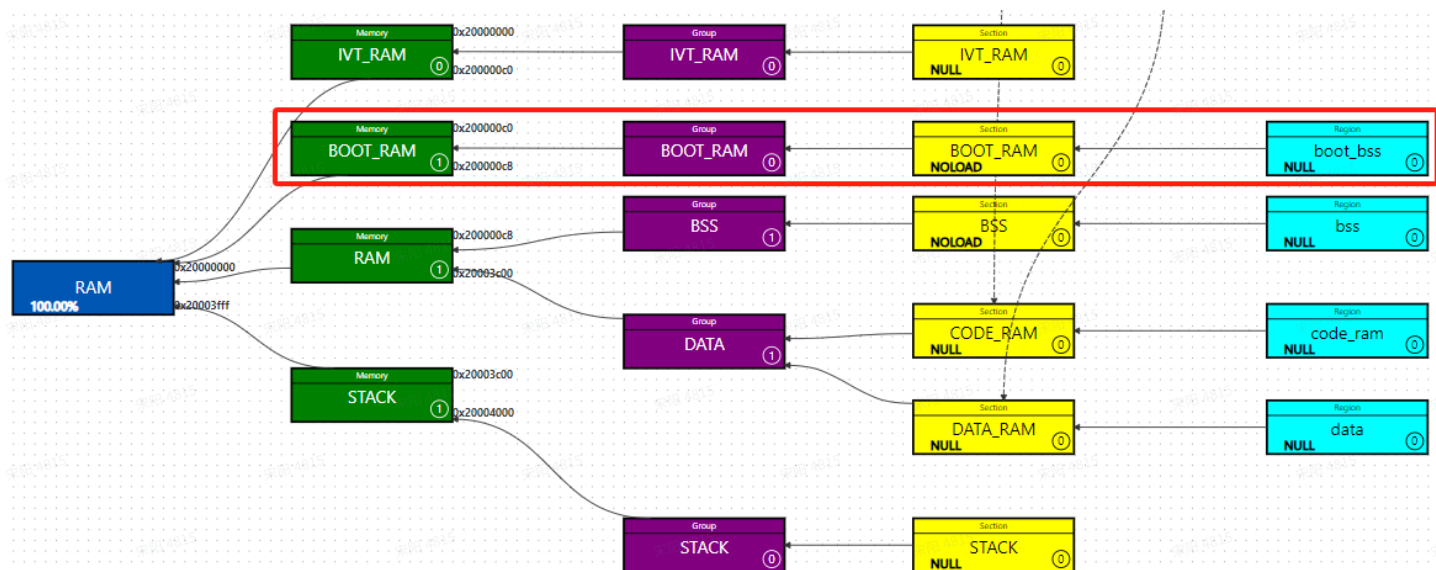 Memory
IVT_RAM
0
0x20000000
0x200000c0
Group
IVT_RAM
0
Section
IVT_RAM
NULL
0
Memory
BOOT_RAM
1
0x200000c0
0x200000c8
Group
BOOT_RAM
0
Section
BOOT_RAM
NOLOAD
0
Region
boot_bss
NULL
0
Group
BSS
1
Section
BSS
NOLOAD
0
Region
bss
NULL
0
Memory
RAM
1
0x200000c8
0x20003c00
RAM
100.00%
0x20000000
0x20003fff
Group
DATA
1
Section
CODE_RAM
NULL
0
Region
code_ram
NULL
0
Memory
STACK
1
0x20003c00
0x20004000
Section
DATA_RAM
NULL
0
Region
data
NULL
0
Group
STACK
0
Section
STACK
NULL
0